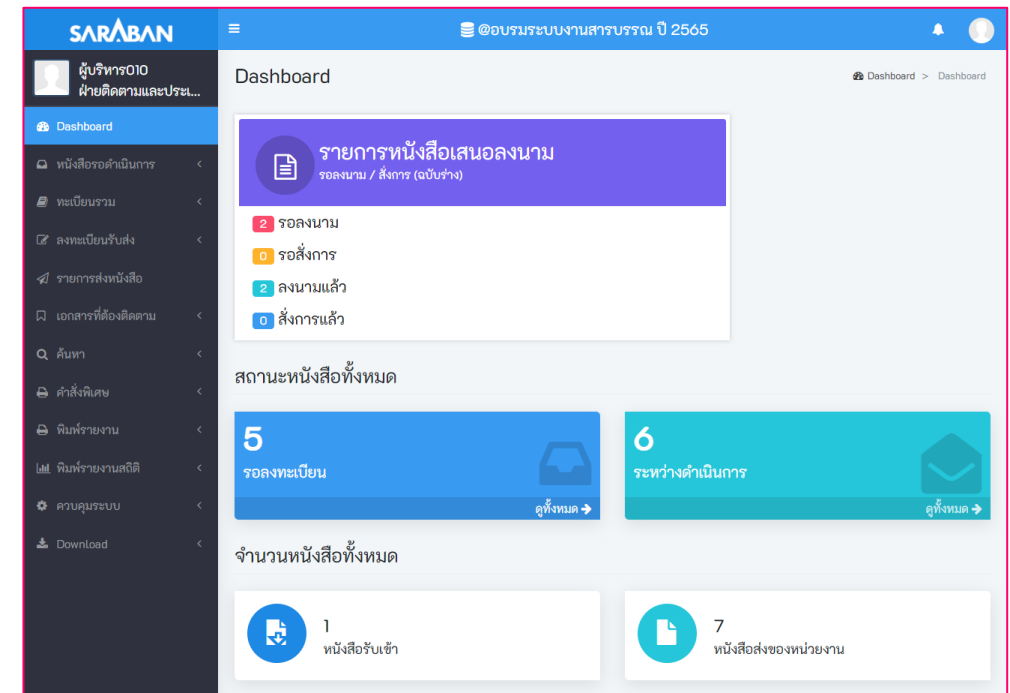 SARABAN
@อบรมระบบงานสารบรรณ ปี 2565
ผู้บริหาร010
ฝ่ายติดตามและประเ...
Dashboard
หนังสือรอดำเนินการ
ทะเบียนรวม
ลงทะเบียนรับส่ง
รายการส่งหนังสือ
เอกสารที่ต้องติดตาม
ค้นหา
คำสั่งพิเศษ
พิมพ์รายงาน
พิมพ์รายงานสถิติ
ควบคุมระบบ
Download
Dashboard
Dashboard > Dashboard
รายการหนังสือเสนอลงนาม
รอลงนาม / สั่งการ (ฉบับร่าง)
2 รอลงนาม
0 รอสั่งการ
2 ลงนามแล้ว
0 สั่งการแล้ว
สถานะหนังสือทั้งหมด
5
รอลงทะเบียน
ดูทั้งหมด
6
ระหว่างดำเนินการ
ดูทั้งหมด
จำนวนหนังสือทั้งหมด
1
หนังสือรับเข้า
7
หนังสือส่งของหน่วยงาน